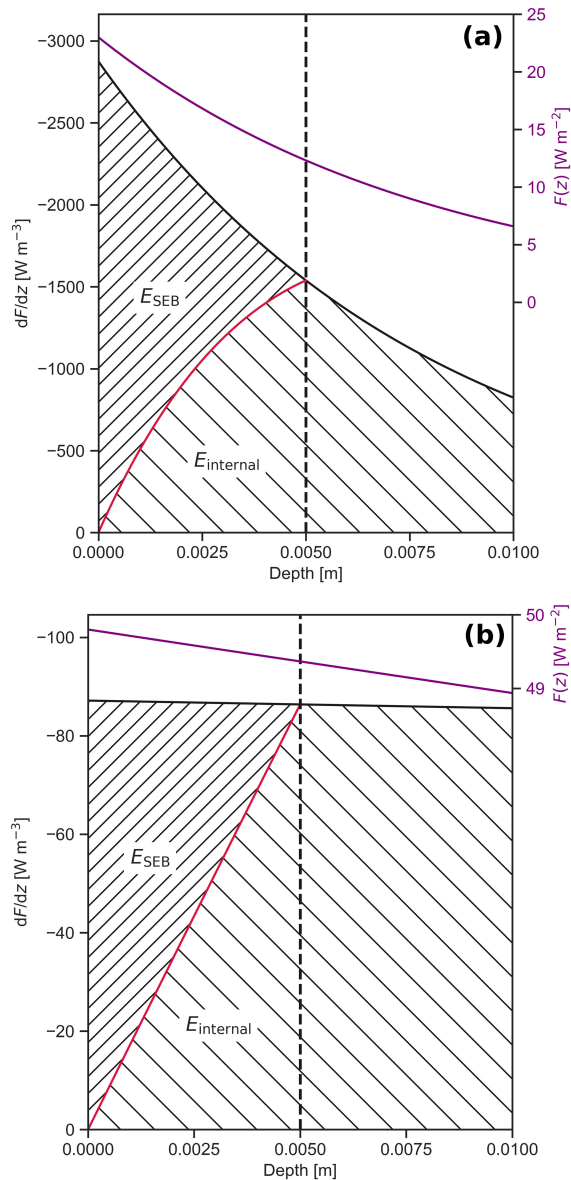 (a)
−3000
−2500
−2000
−1500
−1000
−500
0
dF/dz [W m⁻³]
25
20
15
10
5
0
F(z) [W m⁻²]
E_SEB
E_internal
0.0000 0.0025 0.0050 0.0075 0.0100
Depth [m]
(b)
−100
−80
−60
−40
−20
0
dF/dz [W m⁻³]
50
49
F(z) [W m⁻²]
E_SEB
E_internal
0.0000 0.0025 0.0050 0.0075 0.0100
Depth [m]